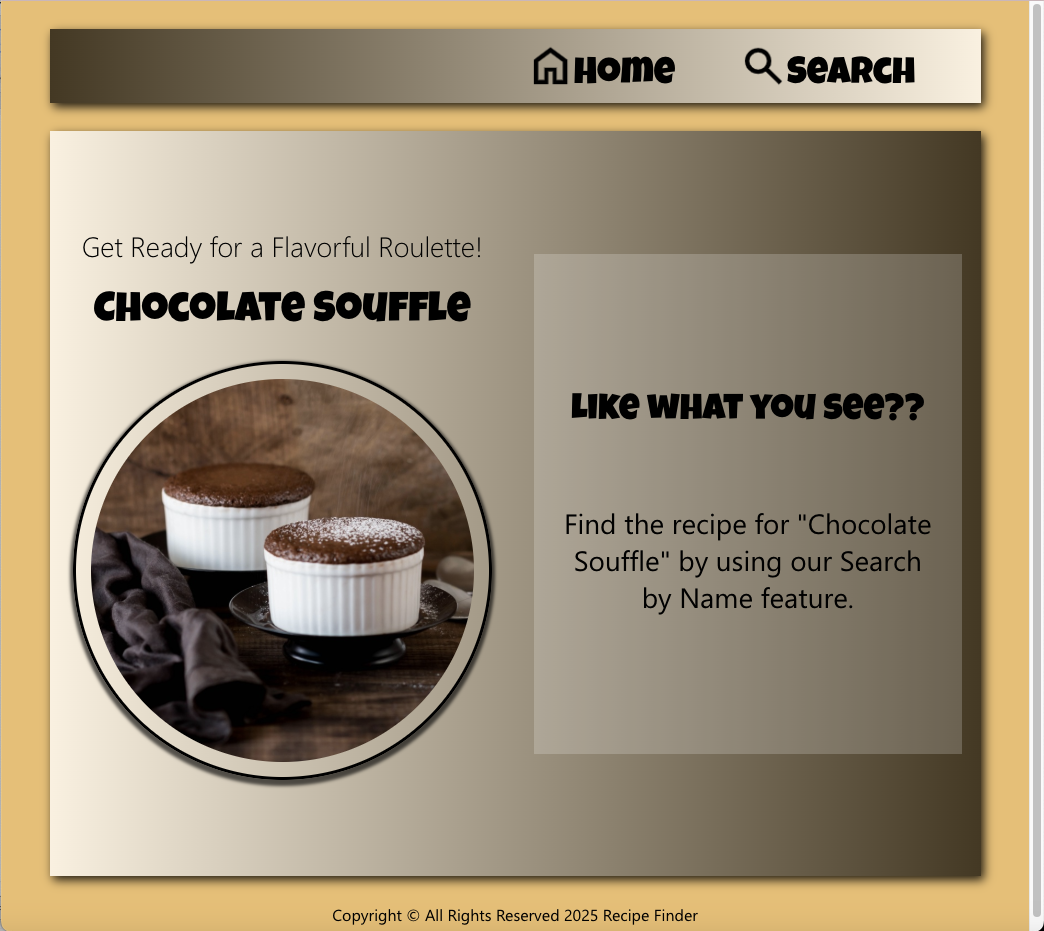 Home
Search
Get Ready for a Flavorful Roulette!
Chocolate Souffle
Like what you see??
Find the recipe for "Chocolate
Souffle" by using our Search
by Name feature.
Copyright © All Rights Reserved 2025 Recipe Finder